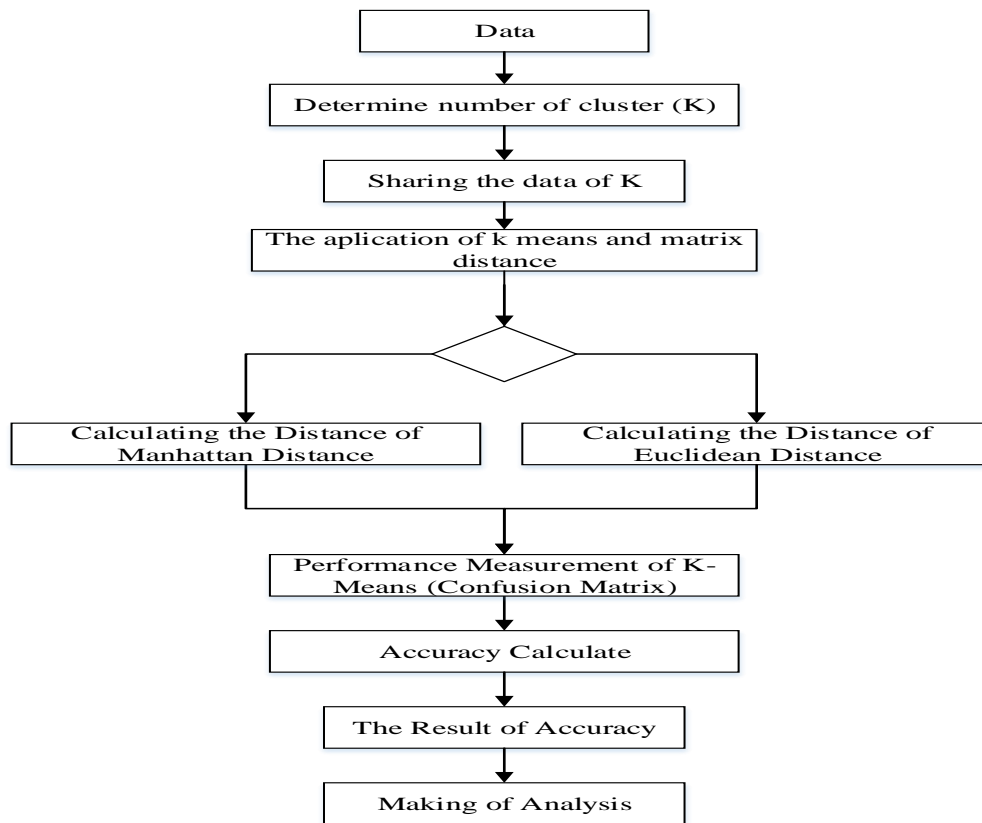 Data
Determine number of cluster (K)
Sharing the data of K
The aplication of k means and matrix
distance
Calculating the Distance of
Manhattan Distance
Calculating the Distance of
Euclidean Distance
Performance Measurement of K-
Means (Confusion Matrix)
Accuracy Calculate
The Result of Accuracy
Making of Analysis